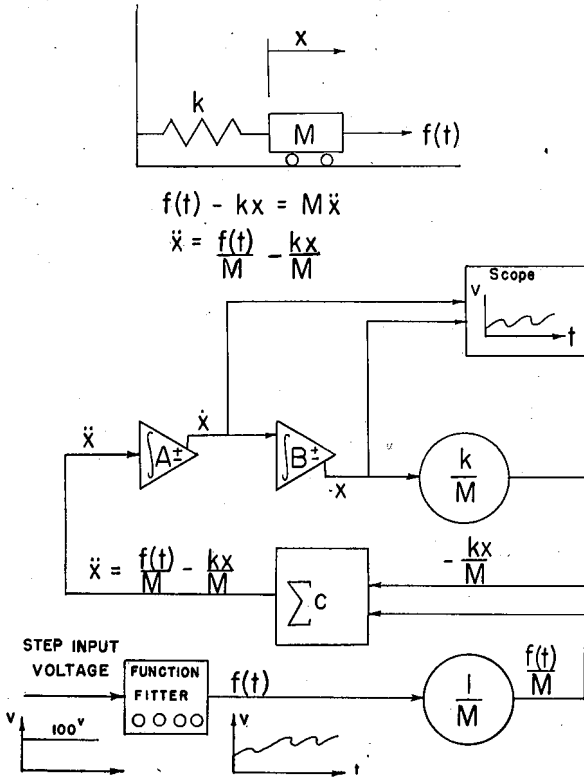 x
k
M
f(t)
f(t) - kx = Mẍ
ẍ = f(t)/M - kx/M
Scope
V
t
ẋ
ẍ
∫A±
∫B±
-x
k/M
ẍ = f(t)/M - kx/M
∑C
- kx/M
STEP INPUT
VOLTAGE
FUNCTION
FITTER
f(t)
1/M
f(t)/M
V
100V
V
t